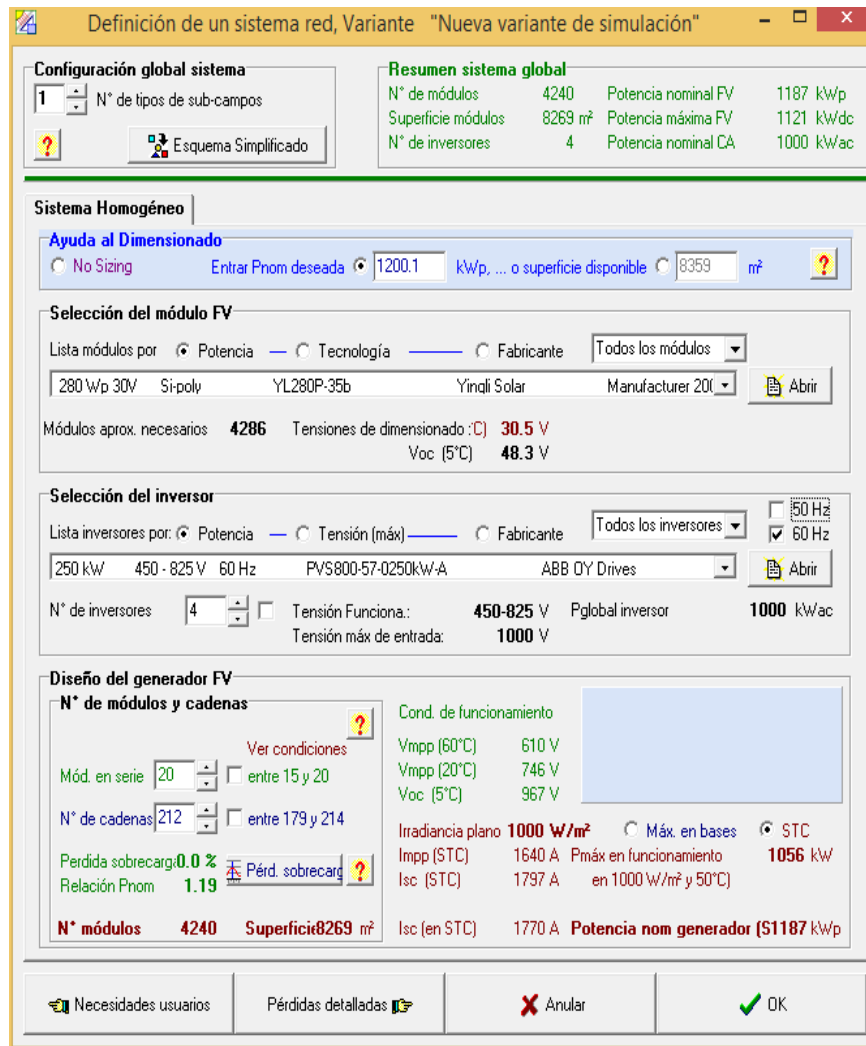 Definición de un sistema red, Variante "Nueva variante de simulación"
Configuración global sistema
1 N° de tipos de sub-campos
? Esquema Simplificado
Resumen sistema global
N° de módulos 4240 Potencia nominal FV 1187 kWp
Superficie módulos 8269 m² Potencia máxima FV 1121 kWdc
N° de inversores 4 Potencia nominal CA 1000 kWac
Sistema Homogéneo
Ayuda al Dimensionado
No Sizing Entrar Pnom deseada 1200.1 kWp, ... o superficie disponible 8359 m² ?
Selección del módulo FV
Lista módulos por Potencia Tecnología Fabricante Todos los módulos
280 Wp 30V Si-poly YL280P-35b Yingli Solar Manufacturer 200 Abrir
Módulos aprox. necesarios 4286 Tensiones de dimensionado :°C) 30.5 V
Voc (5°C) 48.3 V
Selección del inversor
50 Hz
Lista inversores por: Potencia Tensión (máx) Fabricante Todos los inversores 60 Hz
250 kW 450 - 825 V 60 Hz PVS800-57-0250kW-A ABB OY Drives Abrir
N° de inversores 4 Tensión Funciona.: 450-825 V Pglobal inversor 1000 kWac
Tensión máx de entrada: 1000 V
Diseño del generador FV
N° de módulos y cadenas
?
Ver condiciones
Mód. en serie 20 entre 15 y 20
N° de cadenas 212 entre 179 y 214
Perdida sobrecarga 0.0 % Pérd. sobrecarg ?
Relación Pnom 1.19
N° módulos 4240 Superficie 8269 m²
Cond. de funcionamiento
Vmpp (60°C) 610 V
Vmpp (20°C) 746 V
Voc (5°C) 967 V
Irradiancia plano 1000 W/m² Máx. en bases STC
Impp (STC) 1640 A Pmáx en funcionamiento 1056 kW
Isc (STC) 1797 A en 1000 W/m² y 50°C)
Isc (en STC) 1770 A Potencia nom generador (S 1187 kWp
Necesidades usuarios Pérdidas detalladas Anular OK